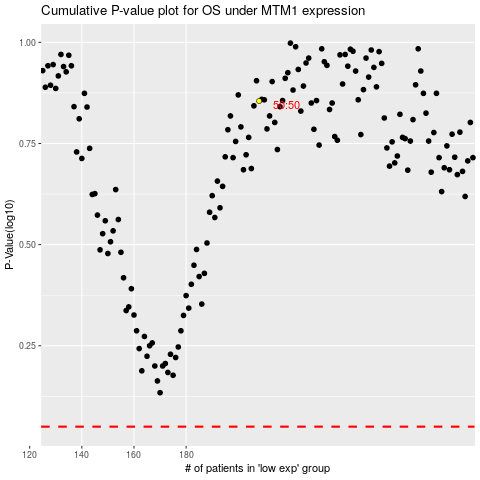 Cumulative P-value plot for OS under MTM1 expression
P-Value(log10)
1.00
0.75
0.50
0.25
50:50
120 140 160 180
# of patients in 'low exp' group